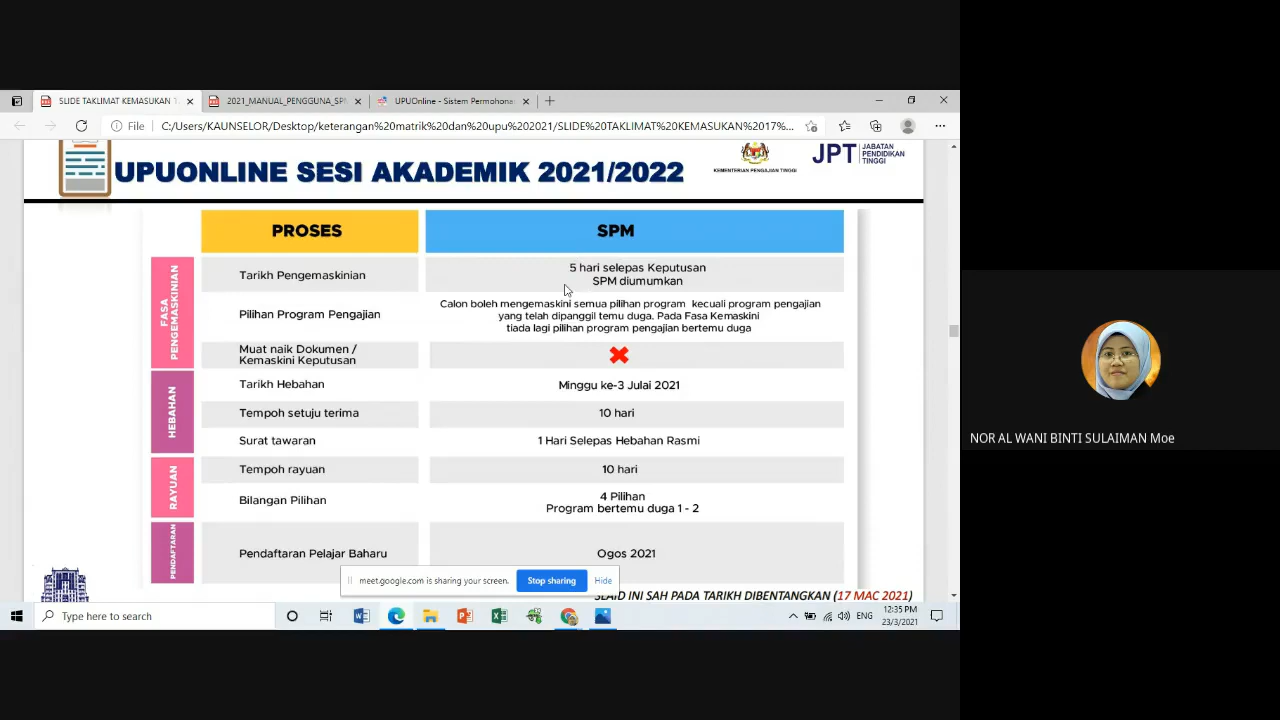 SLIDE TAKLIMAT KEMASUKAN
2021_MANUAL_PENGGUNA_SPM
UPUOnline - Sistem Permohonan
File
C:/Users/KAUNSELOR/Desktop/keterangan%20matrik%20dan%20upu%202021/SLIDE%20TAKLIMAT%20KEMASUKAN%2017%20M...
UPUONLINE SESI AKADEMIK 2021/2022
KEMENTERIAN PENGAJIAN TINGGI
JPT
JABATAN
PENDIDIKAN
TINGGI
PROSES
SPM
FASA
PENGEMASKINIAN
Tarikh Pengemaskinian
5 hari selepas Keputusan
SPM diumumkan
Pilihan Program Pengajian
Calon boleh mengemaskini semua pilihan program kecuali program pengajian
yang telah dipanggil temu duga. Pada Fasa Kemaskini
tiada lagi pilihan program pengajian bertemu duga
Muat naik Dokumen /
Kemaskini Keputusan
HEBAHAN
Tarikh Hebahan
Minggu ke-3 Julai 2021
Tempoh setuju terima
10 hari
Surat tawaran
1 Hari Selepas Hebahan Rasmi
RAYUAN
Tempoh rayuan
10 hari
Bilangan Pilihan
4 Pilihan
Program bertemu duga 1 - 2
PENDAFTARAN
Pendaftaran Pelajar Baharu
Ogos 2021
meet.google.com is sharing your screen.
Stop sharing
Hide
SLAID INI SAH PADA TARIKH DIBENTANGKAN (17 MAC 2021)
Type here to search
ENG
12:35 PM
23/3/2021
NOR AL WANI BINTI SULAIMAN Moe